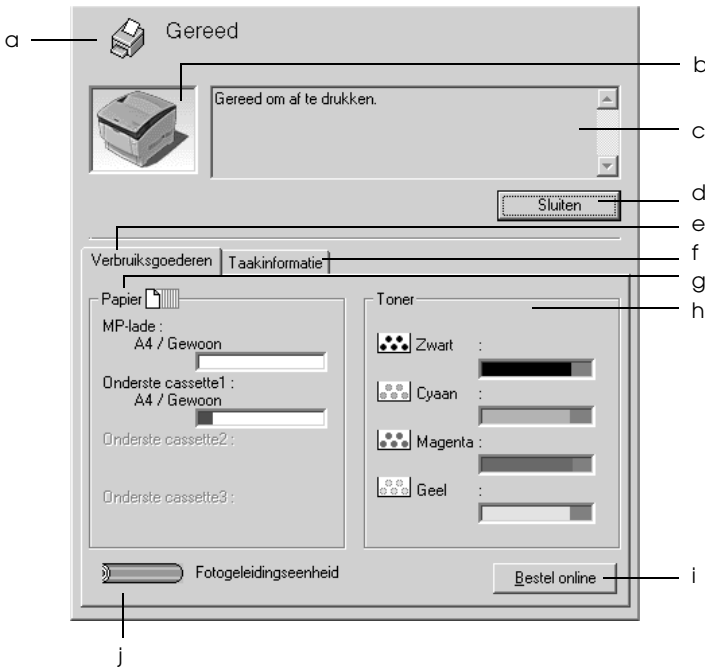 a
Gereed
b
Gereed om af te drukken.
c
d
Sluiten
e
Verbruiksgoederen
Taakinformatie
f
g
Papier
Toner
h
MP-lade :
A4 / Gewoon
Zwart :
Onderste cassette1 :
A4 / Gewoon
Cyaan :
Onderste cassette2 :
Magenta :
Onderste cassette3 :
Geel :
Fotogeleidingseenheid
Bestel online
i
j